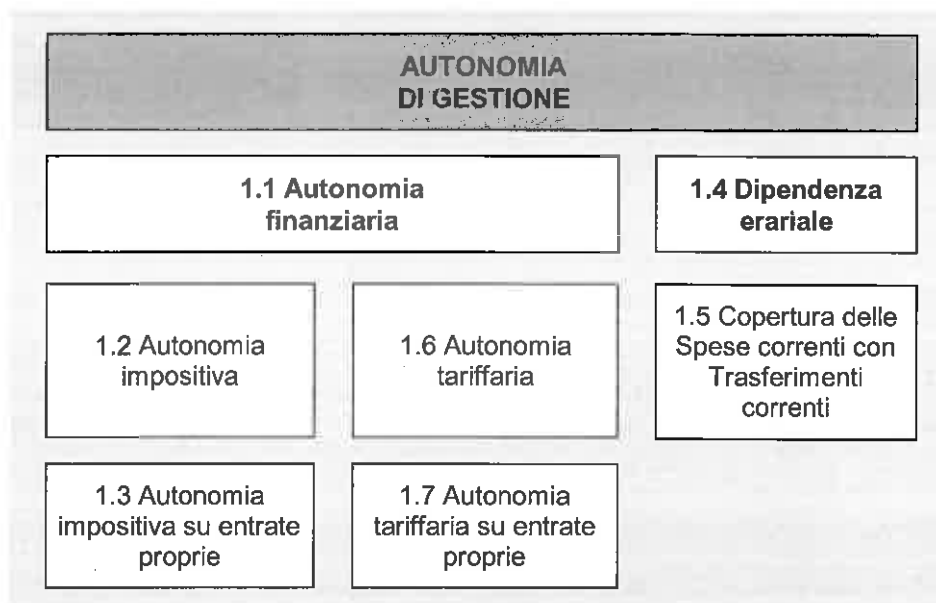 AUTONOMIA
DI GESTIONE
1.1 Autonomia
finanziaria
1.4 Dipendenza
erariale
1.2 Autonomia
impositiva
1.6 Autonomia
tariffaria
1.5 Copertura delle
Spese correnti con
Trasferimenti
correnti
1.3 Autonomia
impositiva su entrate
proprie
1.7 Autonomia
tariffaria su entrate
proprie